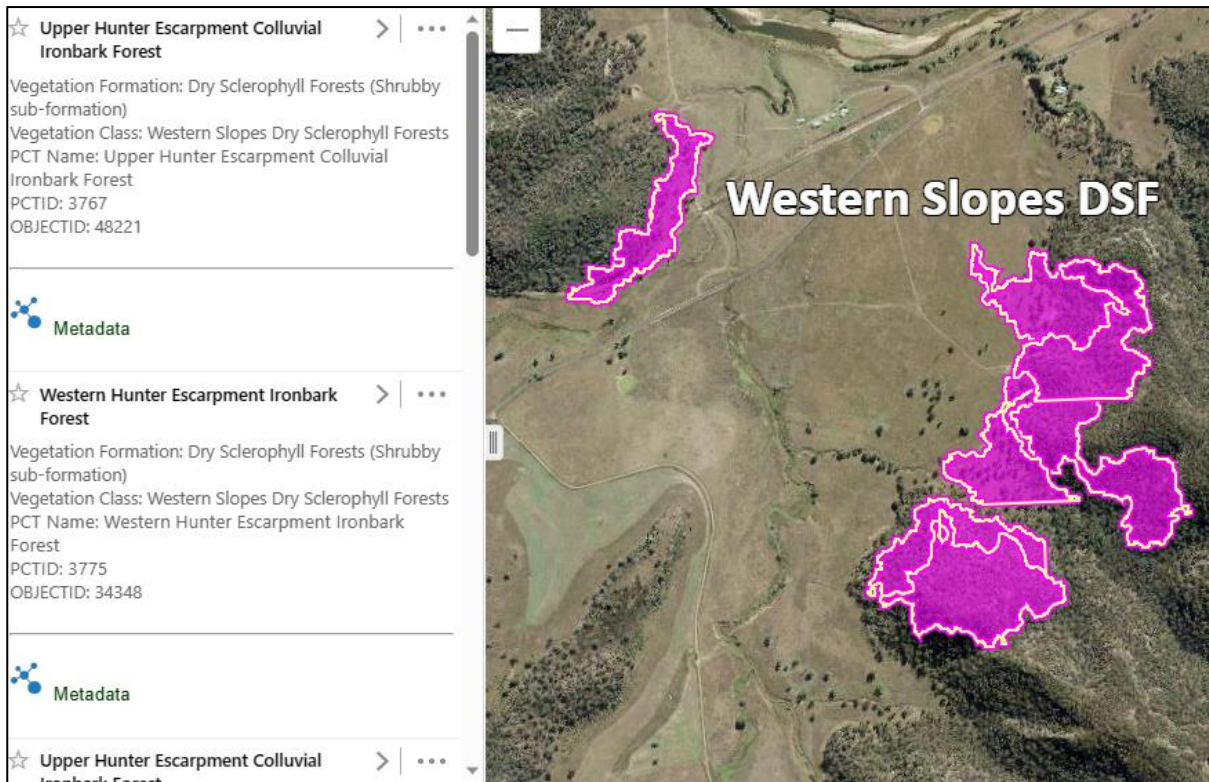 Upper Hunter Escarpment Colluvial
Ironbark Forest
Vegetation Formation: Dry Sclerophyll Forests (Shrubby
sub-formation)
Vegetation Class: Western Slopes Dry Sclerophyll Forests
PCT Name: Upper Hunter Escarpment Colluvial
Ironbark Forest
PCTID: 3767
OBJECTID: 48221
Metadata
Western Hunter Escarpment Ironbark
Forest
Vegetation Formation: Dry Sclerophyll Forests (Shrubby
sub-formation)
Vegetation Class: Western Slopes Dry Sclerophyll Forests
PCT Name: Western Hunter Escarpment Ironbark
Forest
PCTID: 3775
OBJECTID: 34348
Metadata
Upper Hunter Escarpment Colluvial
Ironbark Forest
Western Slopes DSF